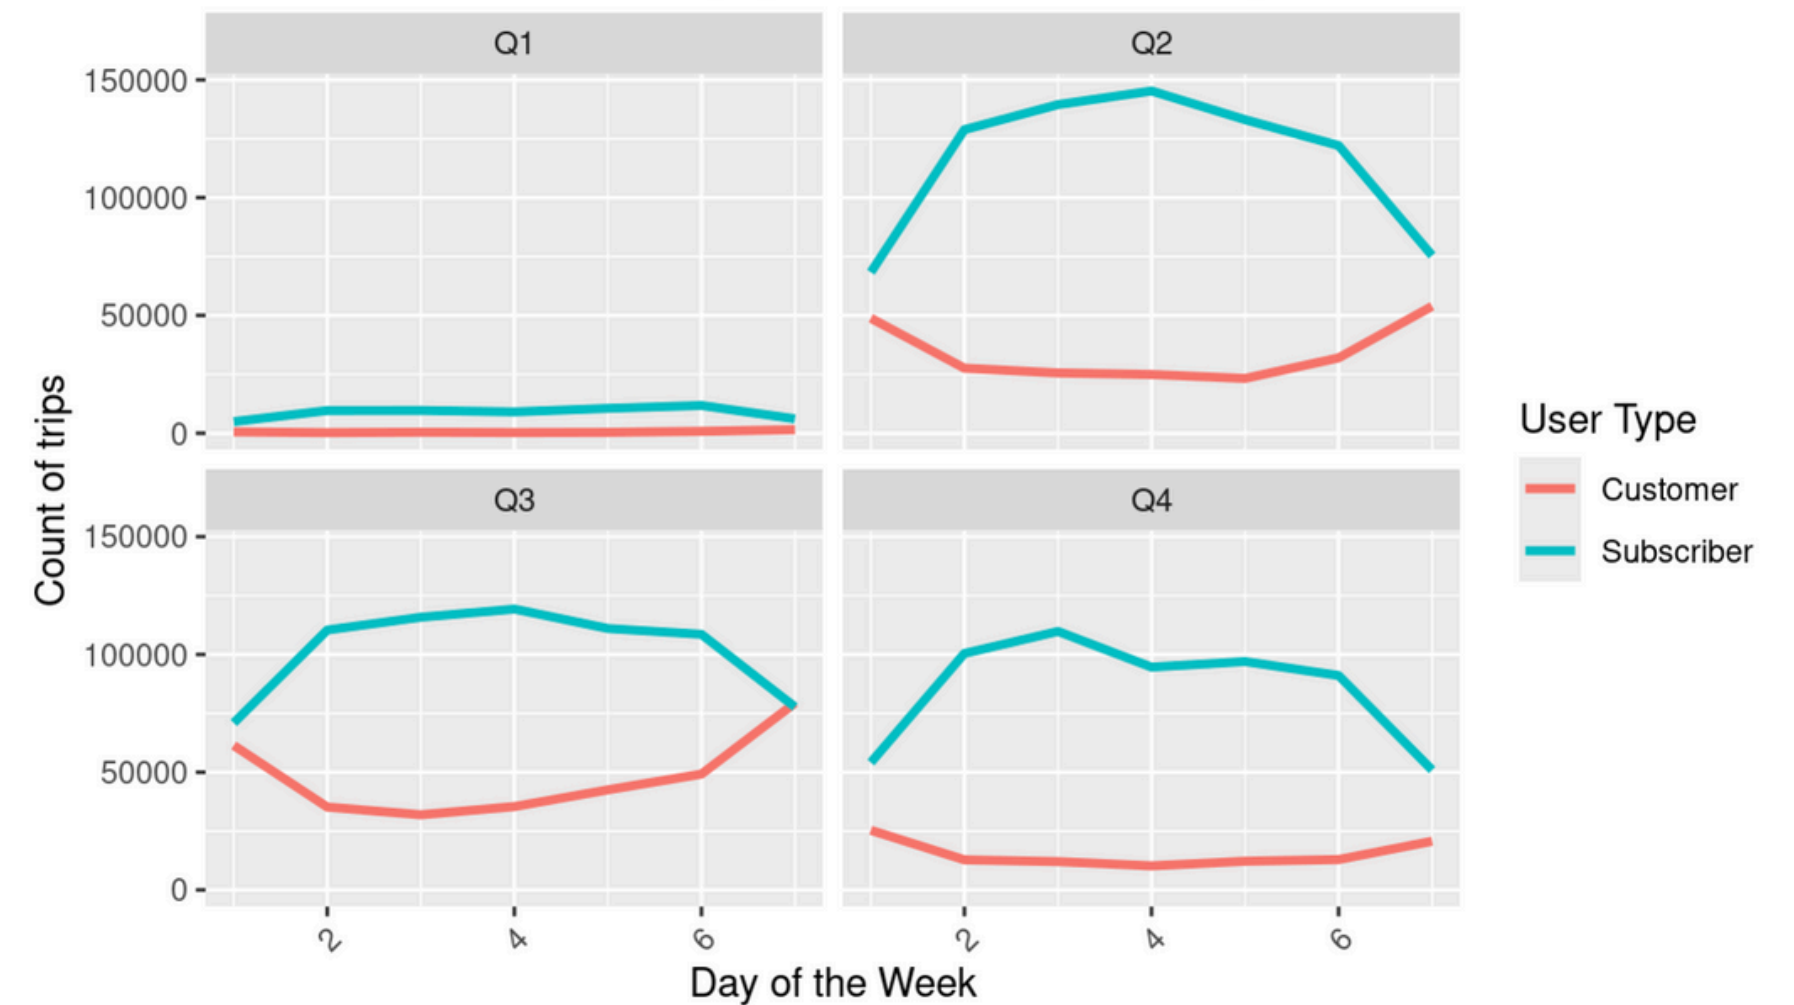 Q1
Q2
150000
100000
50000
0
Q3
Q4
150000
100000
50000
0
2
4
6
2
4
6
Day of the Week
Count of trips
User Type
Customer
Subscriber